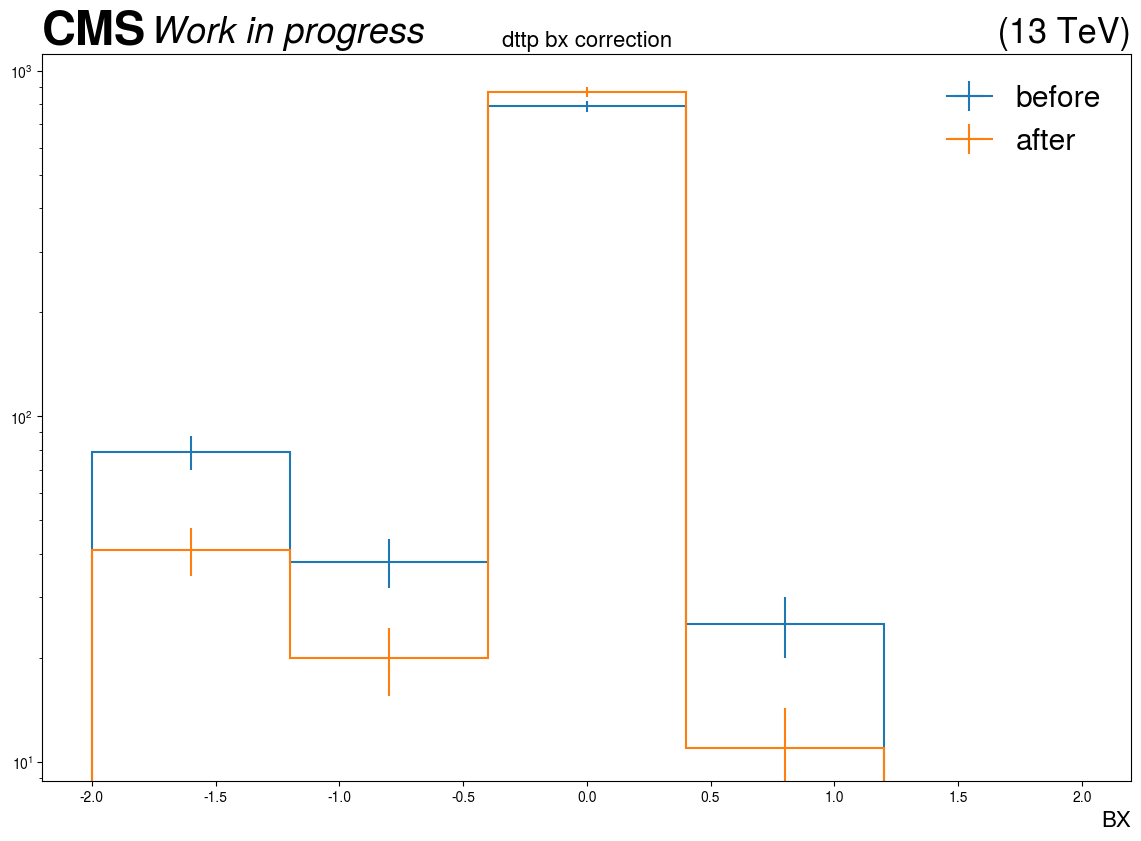 CMS Work in progress
dttp bx correction
(13 TeV)
before
after
10³
10²
10¹
-2.0 -1.5 -1.0 -0.5 0.0 0.5 1.0 1.5 2.0
BX